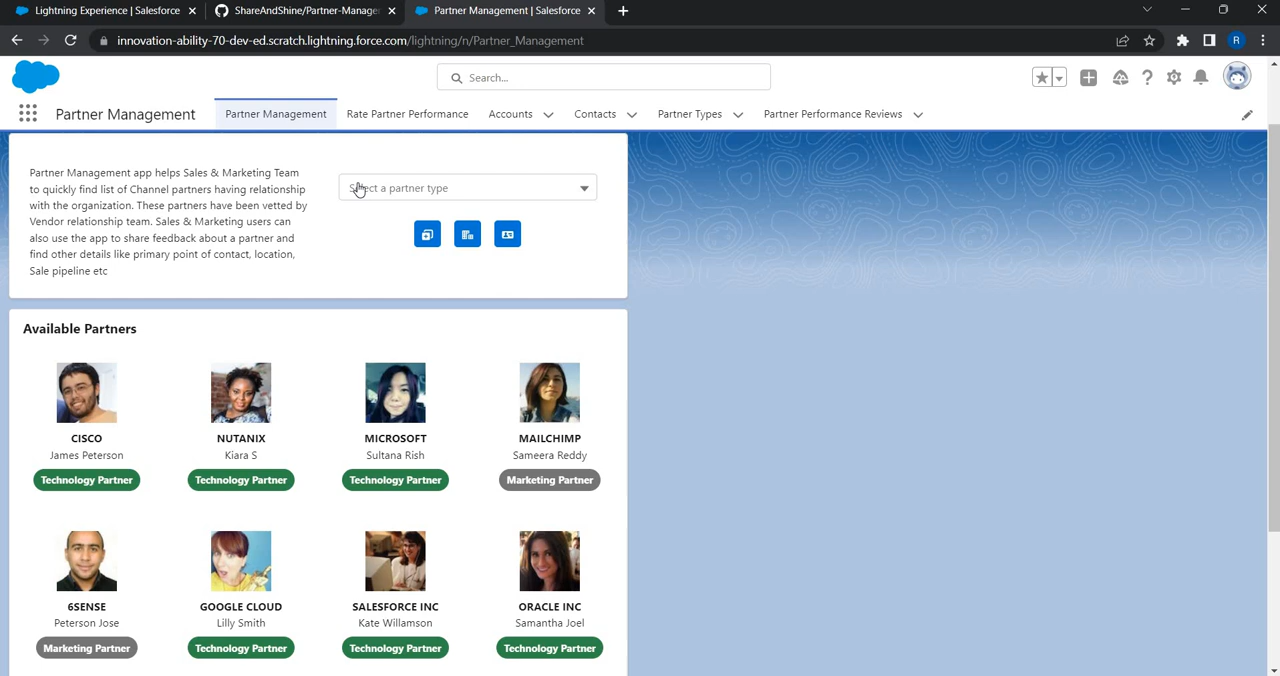 Lightning Experience | Salesforce
ShareAndShine/Partner-Manage
Partner Management | Salesforce
innovation-ability-70-dev-ed.scratch.lightning.force.com/lightning/n/Partner_Management
R
Search...
Partner Management
Partner Management
Rate Partner Performance
Accounts
Contacts
Partner Types
Partner Performance Reviews
Partner Management app helps Sales & Marketing Team
to quickly find list of Channel partners having relationship
with the organization. These partners have been vetted by
Vendor relationship team. Sales & Marketing users can
also use the app to share feedback about a partner and
find other details like primary point of contact, location,
Sale pipeline etc
Select a partner type
Available Partners
CISCO
James Peterson
Technology Partner
NUTANIX
Kiara S
Technology Partner
MICROSOFT
Sultana Rish
Technology Partner
MAILCHIMP
Sameera Reddy
Marketing Partner
6SENSE
Peterson Jose
Marketing Partner
GOOGLE CLOUD
Lilly Smith
Technology Partner
SALESFORCE INC
Kate Willamson
Technology Partner
ORACLE INC
Samantha Joel
Technology Partner